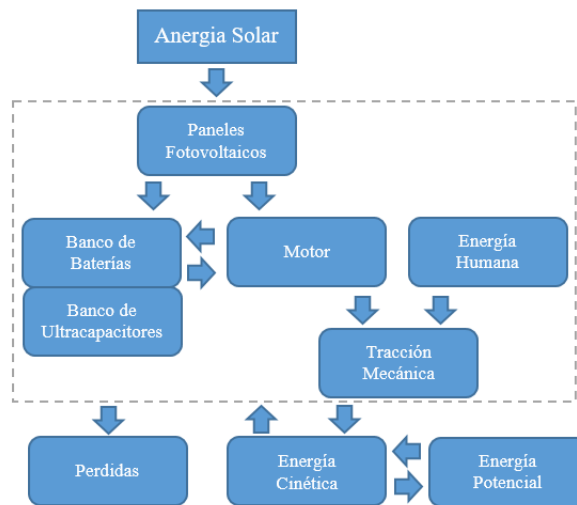 Anergia Solar
Paneles
Fotovoltaicos
Banco de
Baterías
Motor
Energía
Humana
Banco de
Ultracapacitores
Tracción
Mecánica
Perdidas
Energía
Cinética
Energía
Potencial